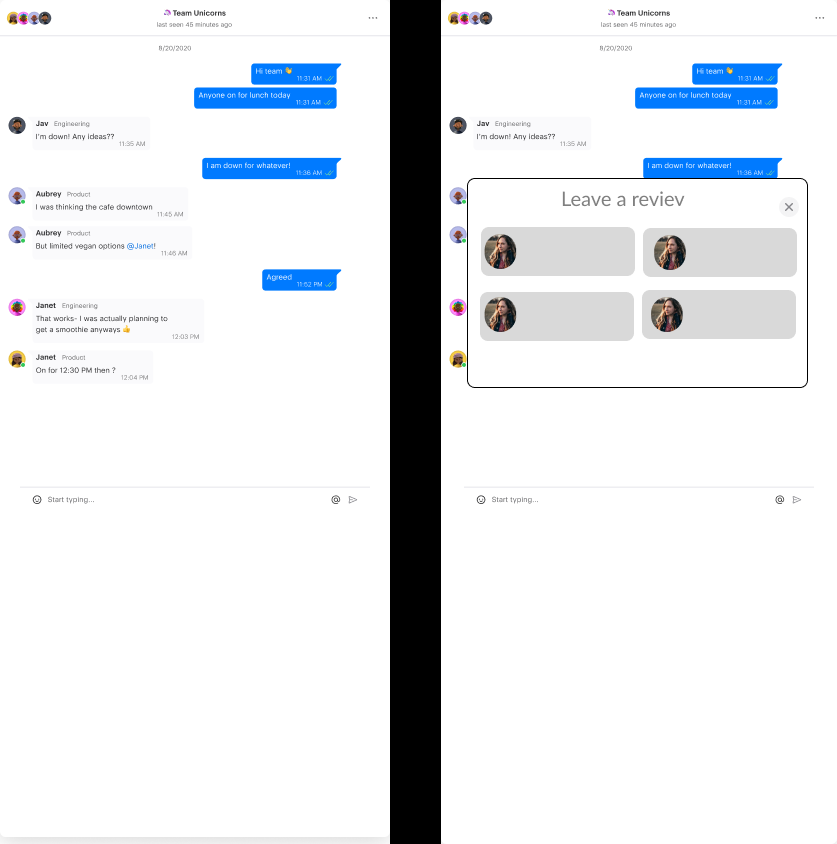 Team Unicorns
last seen 45 minutes ago
8/20/2020
Hi team 👋
11:31 AM
Anyone on for lunch today
11:31 AM
Jav Engineering
I'm down! Any ideas??
11:35 AM
I am down for whatever!
11:36 AM
Aubrey Product
I was thinking the cafe downtown
11:45 AM
Aubrey Product
But limited vegan options @Janet!
11:46 AM
Agreed
11:52 PM
Janet Engineering
That works- I was actually planning to
get a smoothie anyways 👍
12:03 PM
Janet Product
On for 12:30 PM then ?
12:04 PM
Start typing...
Team Unicorns
last seen 45 minutes ago
8/20/2020
Hi team 👋
11:31 AM
Anyone on for lunch today
11:31 AM
Jav Engineering
I'm down! Any ideas??
11:35 AM
I am down for whatever!
11:36 AM
Leave a reviev
Start typing...